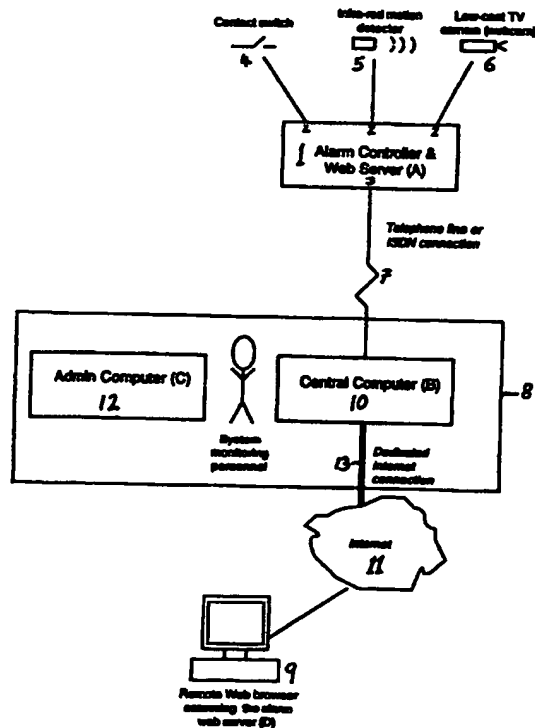 Contact switch
4
Infra-red motion
detector
5
Low-cost TV
camera (webcam)
6
2 2 2
1 Alarm Controller &
Web Server (A)
3
Telephone line or
ISDN connection
7
8
Admin Computer (C)
12
System
monitoring
personnel
Central Computer (B)
10
13
Dedicated
Internet
connection
Internet
11
9
Remote Web browser
accessing the alarm
web server (D)